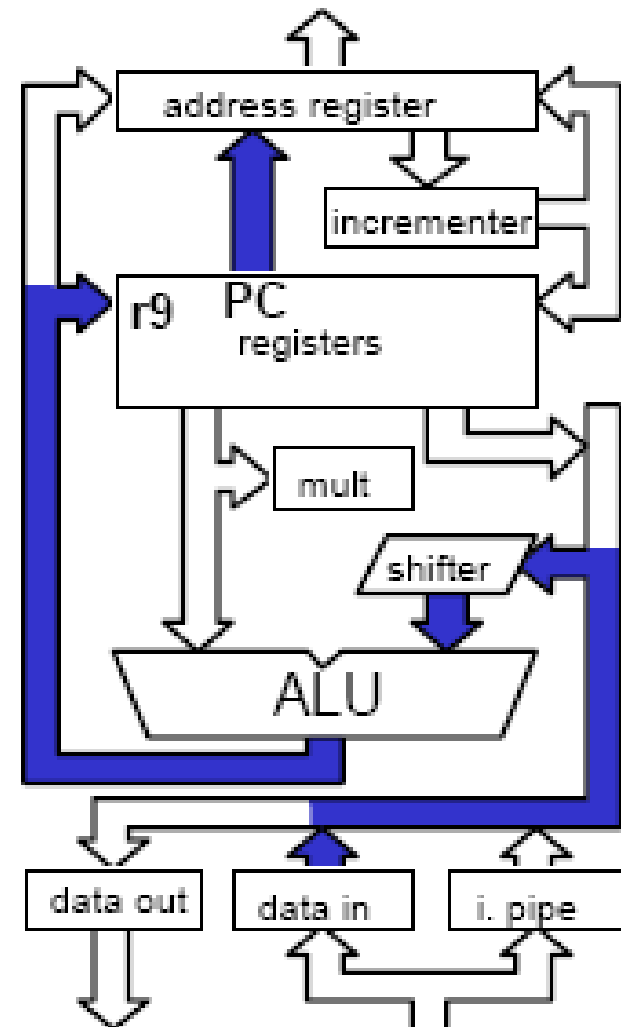 address register
incrementer
r9 PC
registers
mult
shifter
ALU
data out data in i. pipe